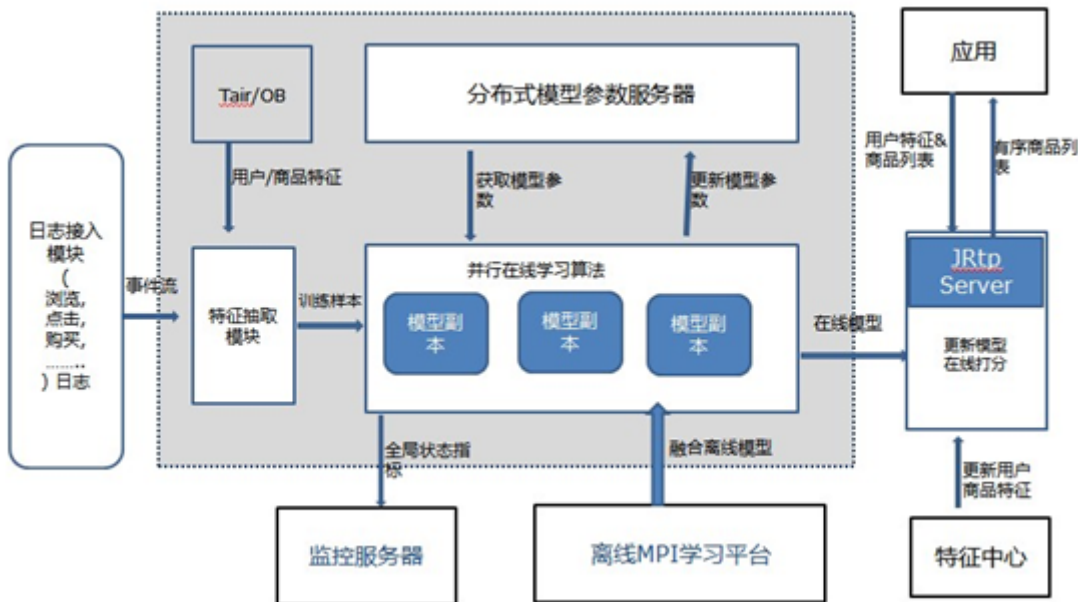 Tair/OB
分布式模型参数服务器
应用
用户/商品特征
获取模型参
数
更新模型参
数
用户特征&
商品列表
有序商品列
表
日志接入
模块
（
浏览,
点击,
购买,
……..
）日志
事件流
特征抽取
模块
训练样本
并行在线学习算法
模型副
本
模型副
本
模型副
本
在线模型
JRtp
Server
更新模型
在线打分
全局状态指
标
融合离线模型
更新用户
商品特征
监控服务器
离线MPI学习平台
特征中心